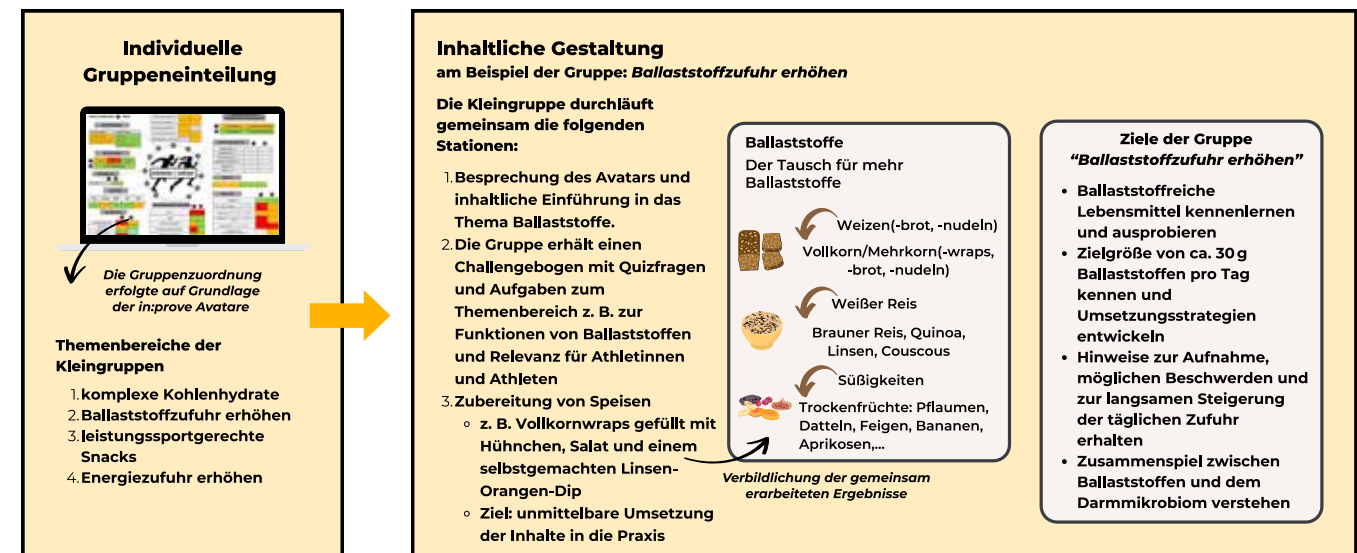 Individuelle
Gruppeneinteilung
Die Gruppenzuordnung
erfolgte auf Grundlage
der in:prove Avatare
Themenbereiche der
Kleingruppen
1. komplexe Kohlenhydrate
2. Ballaststoffzufuhr erhöhen
3. leistungssportgerechte
Snacks
4. Energiezufuhr erhöhen
Inhaltliche Gestaltung
am Beispiel der Gruppe: Ballaststoffzufuhr erhöhen
Die Kleingruppe durchläuft
gemeinsam die folgenden
Stationen:
1. Besprechung des Avatars und
inhaltliche Einführung in das
Thema Ballaststoffe.
2. Die Gruppe erhält einen
Challengebogen mit Quizfragen
und Aufgaben zum
Themenbereich z. B. zur
Funktionen von Ballaststoffen
und Relevanz für Athletinnen
und Athleten
3. Zubereitung von Speisen
z. B. Vollkornwraps gefüllt mit
Hühnchen, Salat und einem
selbstgemachten Linsen-
Orangen-Dip
Ziel: unmittelbare Umsetzung
der Inhalte in die Praxis
Ballaststoffe
Der Tausch für mehr
Ballaststoffe
Weizen(-brot, -nudeln)
Vollkorn/Mehrkorn(-wraps,
-brot, -nudeln)
Weißer Reis
Brauner Reis, Quinoa,
Linsen, Couscous
Süßigkeiten
Trockenfrüchte: Pflaumen,
Datteln, Feigen, Bananen,
Aprikosen,...
Verbildlichung der gemeinsam
erarbeiteten Ergebnisse
Ziele der Gruppe
“Ballaststoffzufuhr erhöhen”
• Ballaststoffreiche
Lebensmittel kennenlernen
und ausprobieren
• Zielgröße von ca. 30 g
Ballaststoffen pro Tag
kennen und
Umsetzungsstrategien
entwickeln
• Hinweise zur Aufnahme,
möglichen Beschwerden und
zur langsamen Steigerung
der täglichen Zufuhr
erhalten
• Zusammenspiel zwischen
Ballaststoffen und dem
Darmmikrobiom verstehen